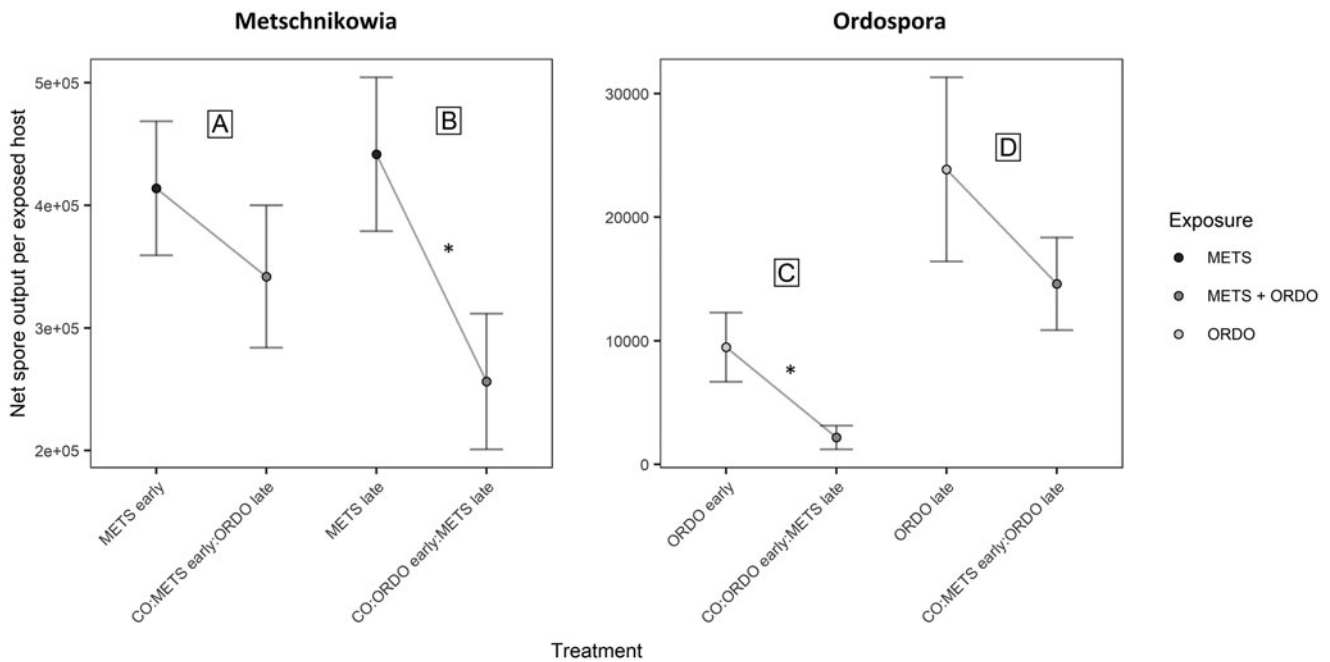 Metschnikowia
Ordospora
Net spore output per exposed host
5e+05
4e+05
3e+05
2e+05
A
B
*
METS early
CO:METS early:ORDO late
METS late
CO:ORDO early:METS late
30000
20000
10000
0
C
*
D
ORDO early
CO:ORDO early:METS late
ORDO late
CO:METS early:ORDO late
Treatment
Exposure
METS
METS + ORDO
ORDO